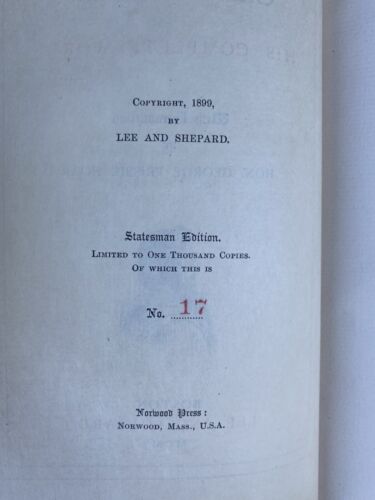 COPYRIGHT, 1899,
BY
LEE AND SHEPARD.
Statesman Edition.
LIMITED TO ONE THOUSAND COPIES.
OF WHICH THIS IS
No. 17
Norwood Press:
NORWOOD, MASS., U.S.A.